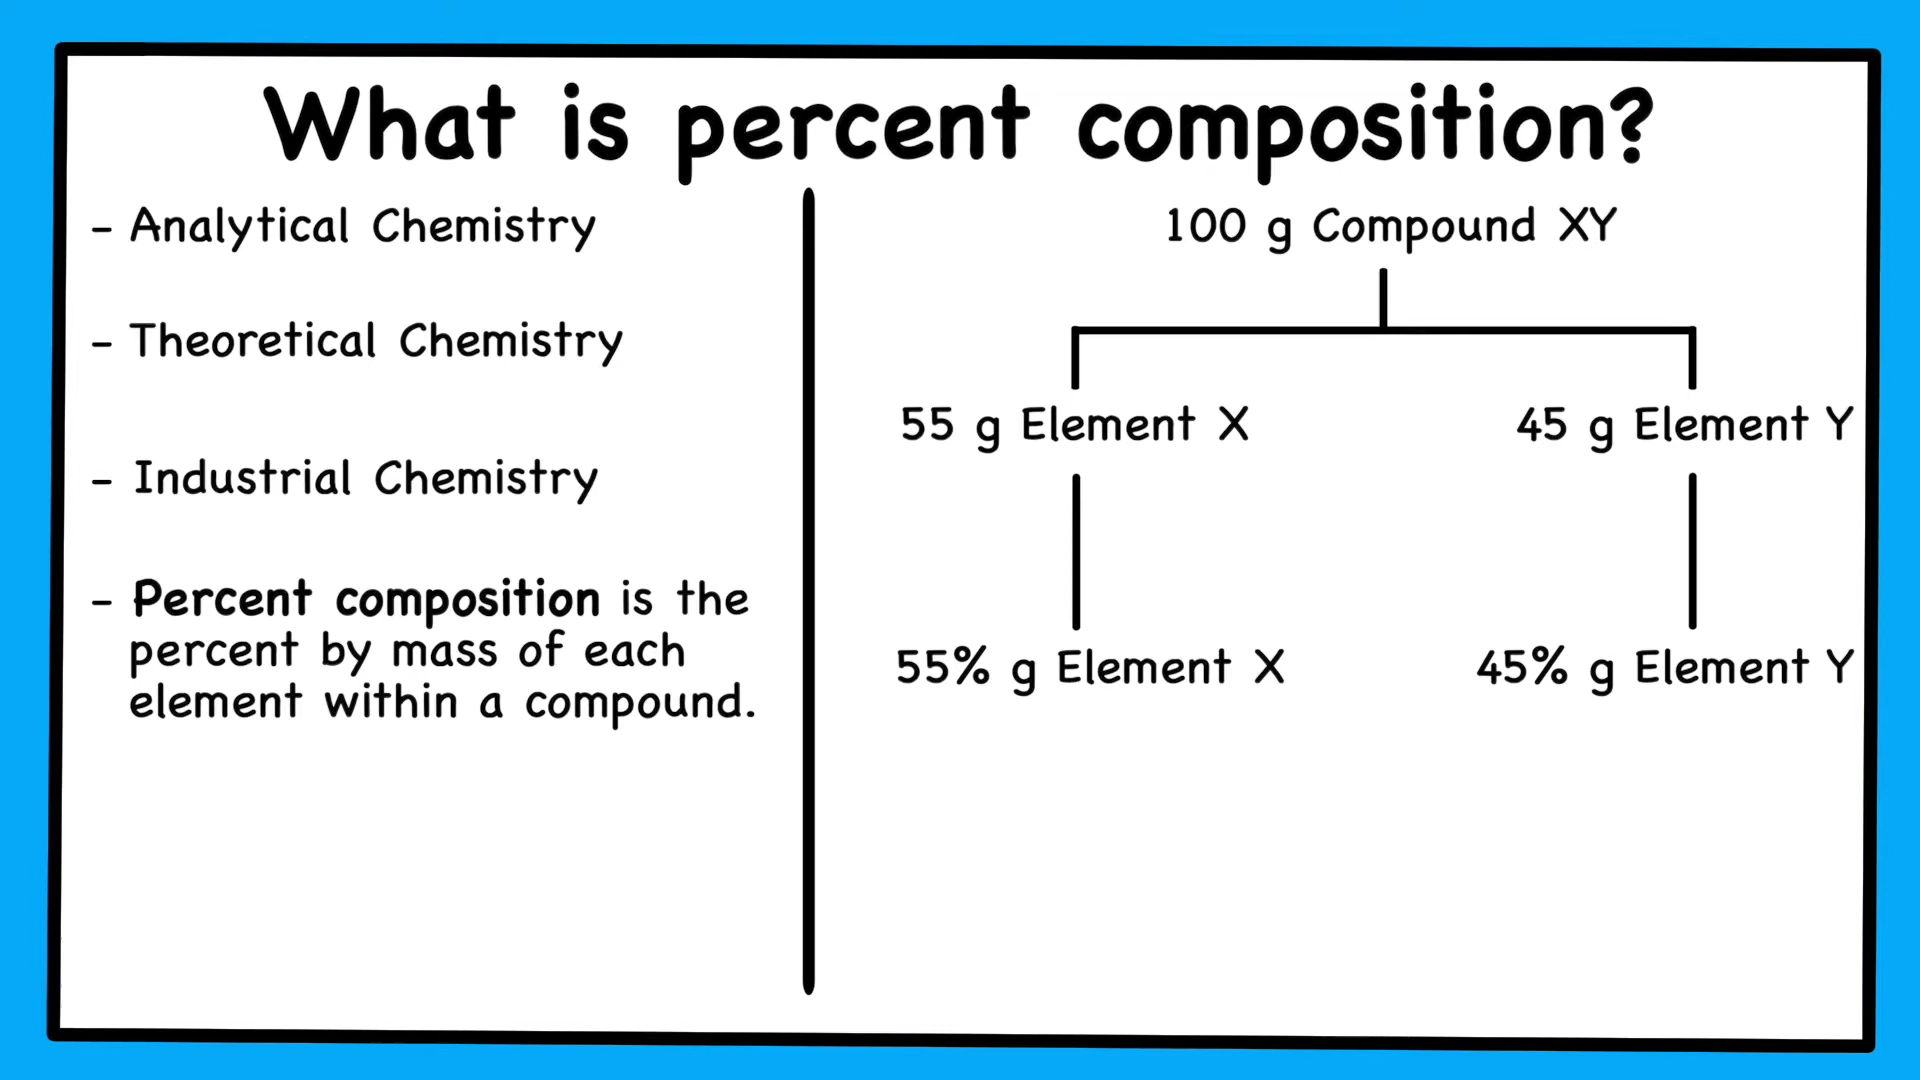 What is percent composition?
- Analytical Chemistry
- Theoretical Chemistry
- Industrial Chemistry
- Percent composition is the
percent by mass of each
element within a compound.
100 g Compound XY
55 g Element X
45 g Element Y
55% g Element X
45% g Element Y